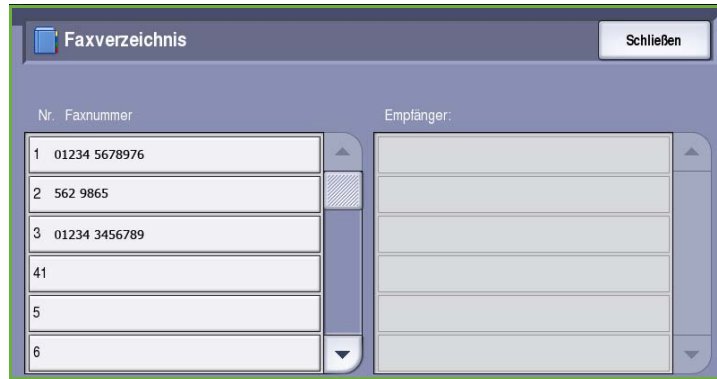 Faxverzeichnis
Schließen
Nr. Faxnummer
Empfänger:
1 01234 5678976
2 562 9865
3 01234 3456789
41
5
6